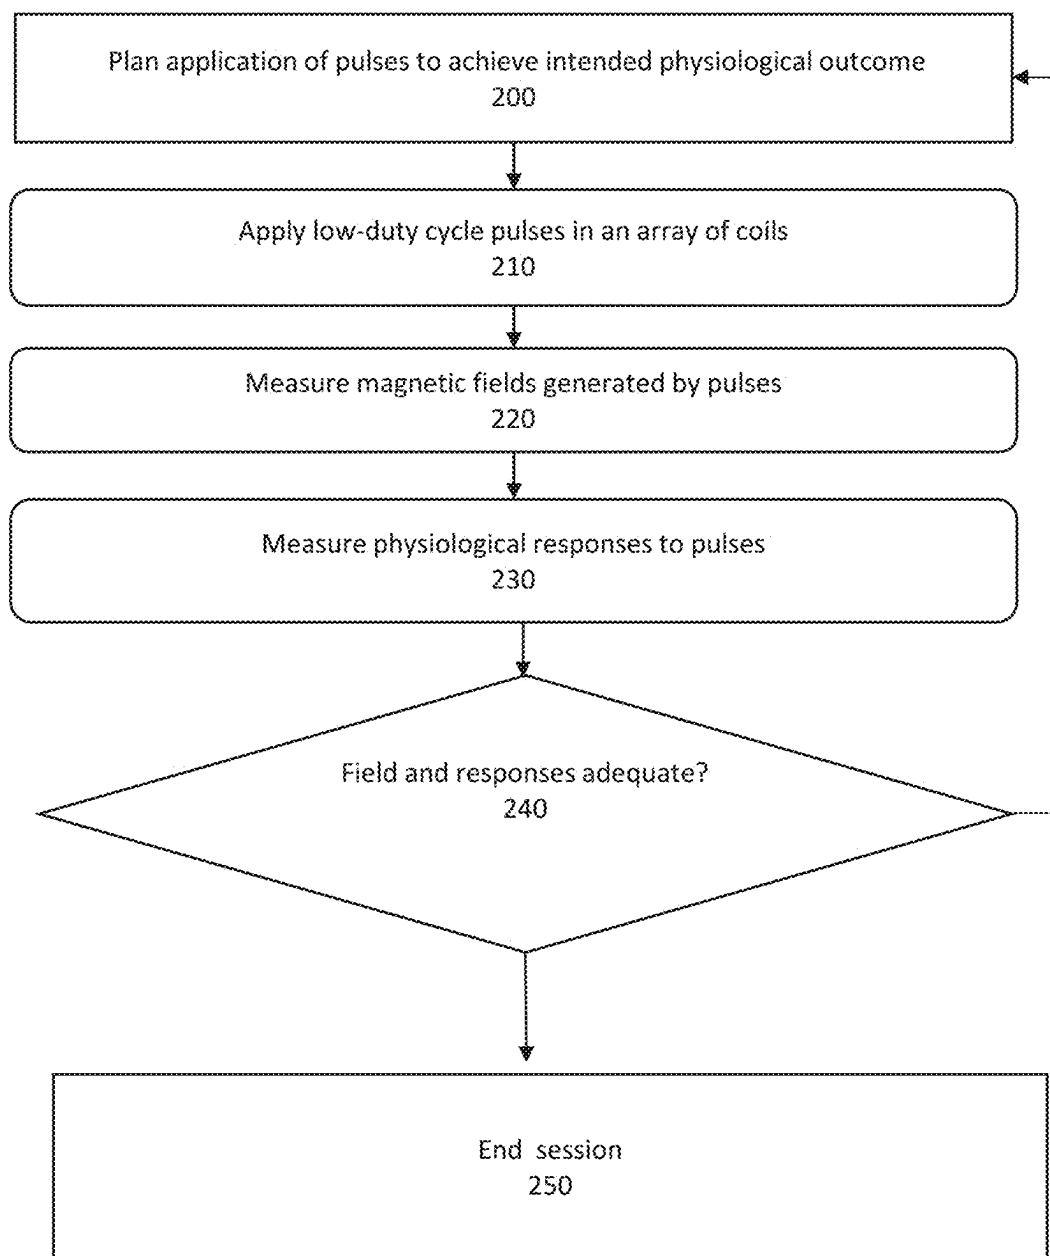 Plan application of pulses to achieve intended physiological outcome
200
Apply low-duty cycle pulses in an array of coils
210
Measure magnetic fields generated by pulses
220
Measure physiological responses to pulses
230
Field and responses adequate?
240
End session
250